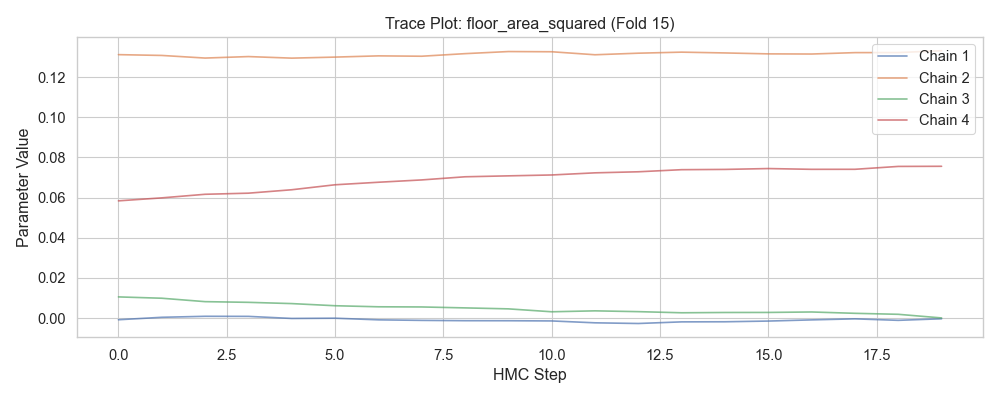 Trace Plot: floor_area_squared (Fold 15)
Chain 1
Chain 2
Chain 3
Chain 4
Parameter Value
0.12
0.10
0.08
0.06
0.04
0.02
0.00
0.0 2.5 5.0 7.5 10.0 12.5 15.0 17.5
HMC Step